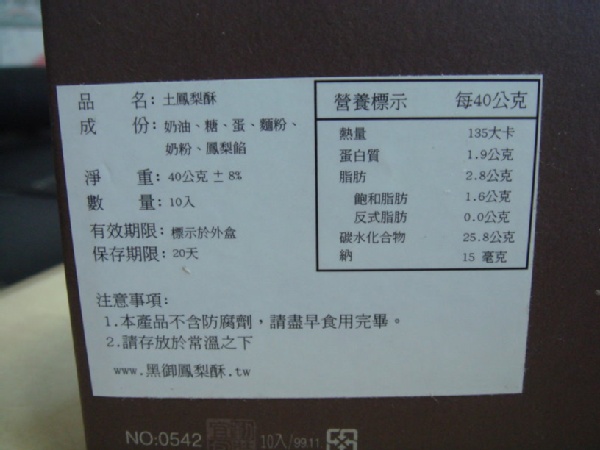 品 名: 土鳳梨酥
成 份: 奶油、糖、蛋、麵粉、
奶粉、鳳梨餡
淨 重: 40公克 ± 8%
數 量: 10入
有效期限: 標示於外盒
保存期限: 20天
營養標示 每40公克
熱量 135大卡
蛋白質 1.9公克
脂肪 2.8公克
飽和脂肪 1.6公克
反式脂肪 0.0公克
碳水化合物 25.8公克
納 15 毫克
注意事項:
1.本產品不含防腐劑，請盡早食用完畢。
2.請存放於常溫之下
www.黑御鳳梨酥.tw
NO:0542 10入/99.11.